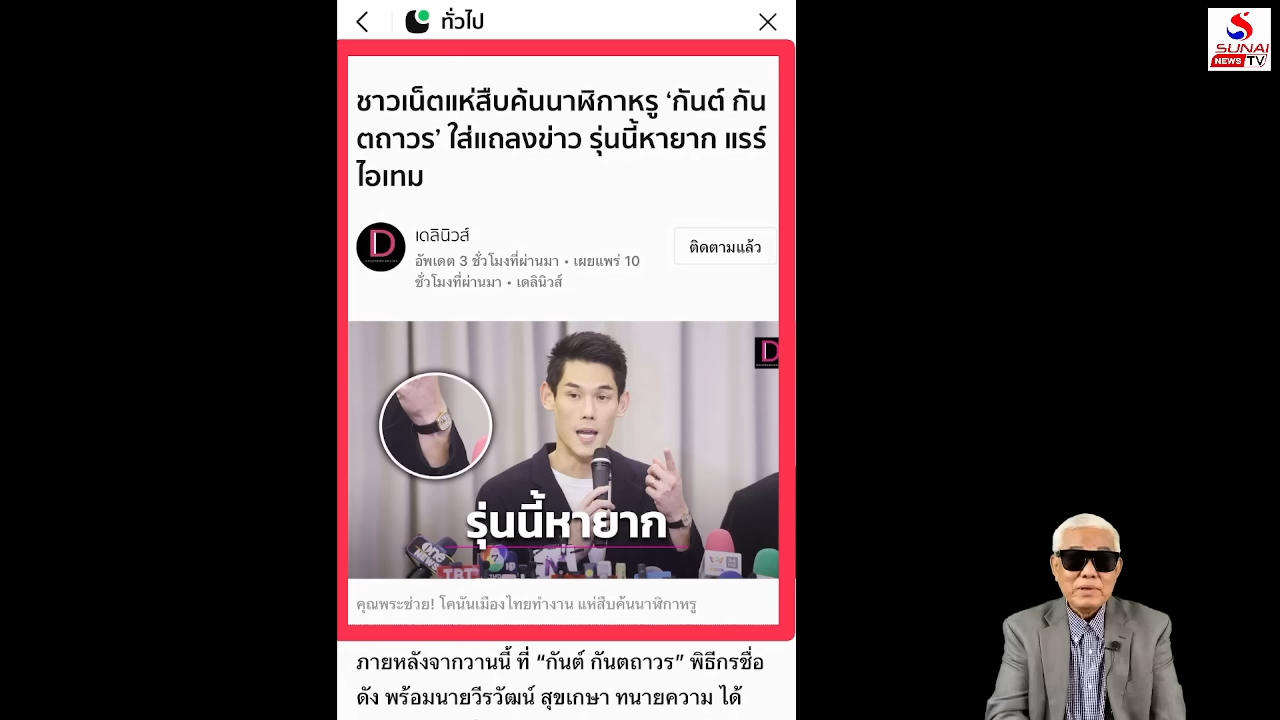 ทั่วไป
SUNAI
NEWS TV
ชาวเน็ตแห่สืบค้นนาฬิกาหรู ‘กันต์ กัน
ตถาวร’ ใส่แถลงข่าว รุ่นนี้หายาก แรร์
ไอเทม
D
เดลินิวส์
อัพเดต 3 ชั่วโมงที่ผ่านมา • เผยแพร่ 10
ชั่วโมงที่ผ่านมา • เดลินิวส์
ติดตามแล้ว
D
รุ่นนี้หายาก
one
NEWS
7
TBT
คุณพระช่วย! โคนันเมืองไทยทำงาน แห่สืบค้นนาฬิกาหรู
ภายหลังจากวานนี้ ที่ “กันต์ กันตถาวร” พิธีกรชื่อ
ดัง พร้อมนายวีรวัฒน์ สุขเกษา ทนายความ ได้